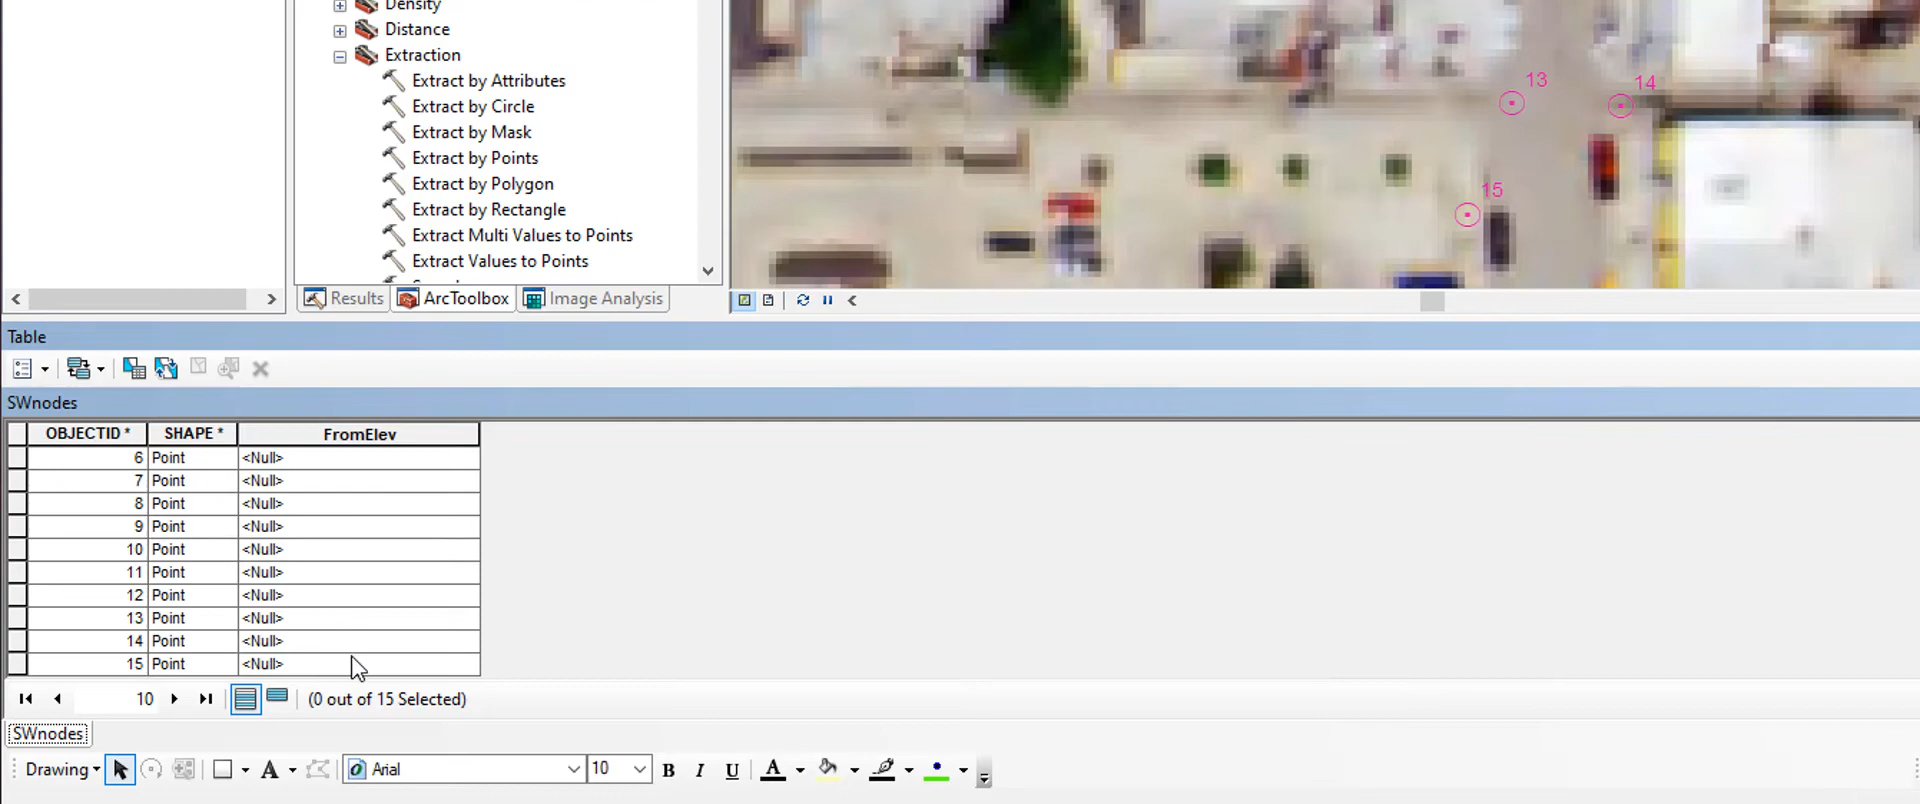 Density
Distance
Extraction
Extract by Attributes
Extract by Circle
Extract by Mask
Extract by Points
Extract by Polygon
Extract by Rectangle
Extract Multi Values to Points
Extract Values to Points
Results ArcToolbox Image Analysis
13
14
15
Table
SWnodes
OBJECTID * SHAPE * FromElev
6 Point <Null>
7 Point <Null>
8 Point <Null>
9 Point <Null>
10 Point <Null>
11 Point <Null>
12 Point <Null>
13 Point <Null>
14 Point <Null>
15 Point <Null>
10 (0 out of 15 Selected)
SWnodes
Drawing A Arial 10 B I U A